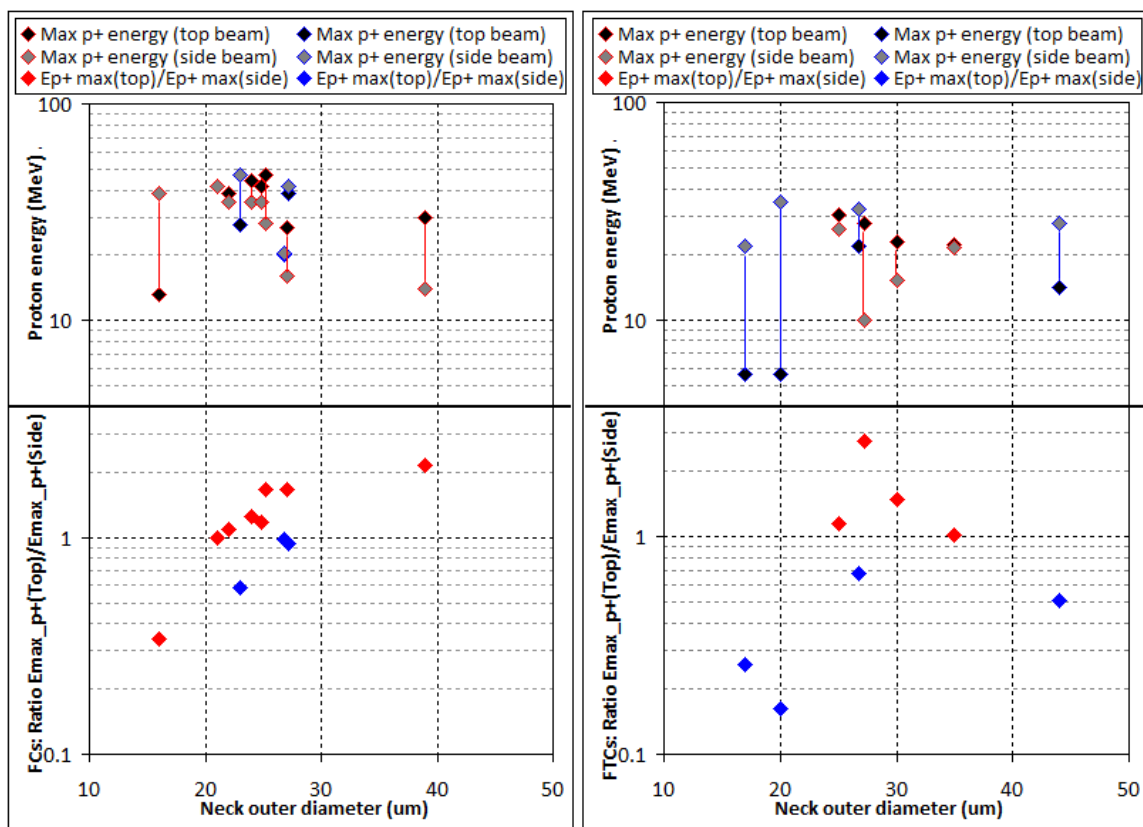 Max p+ energy (top beam) Max p+ energy (top beam)
Max p+ energy (side beam) Max p+ energy (side beam)
Ep+ max(top)/Ep+ max(side) Ep+ max(top)/Ep+ max(side)
100
10
Proton energy (MeV) .
1
0.1
FCs: Ratio Emax_p+(Top)/Emax_p+(Side)
10 20 30 40 50
Neck outer diameter (um)
Max p+ energy (top beam) Max p+ energy (top beam)
Max p+ energy (side beam) Max p+ energy (side beam)
Ep+ max(top)/Ep+ max(side) Ep+ max(top)/Ep+ max(side)
100
10
Proton energy (MeV) .
1
0.1
FTCs: Ratio Emax_p+(Top)/Emax_p+(Side)
10 20 30 40 50
Neck outer diameter (um)